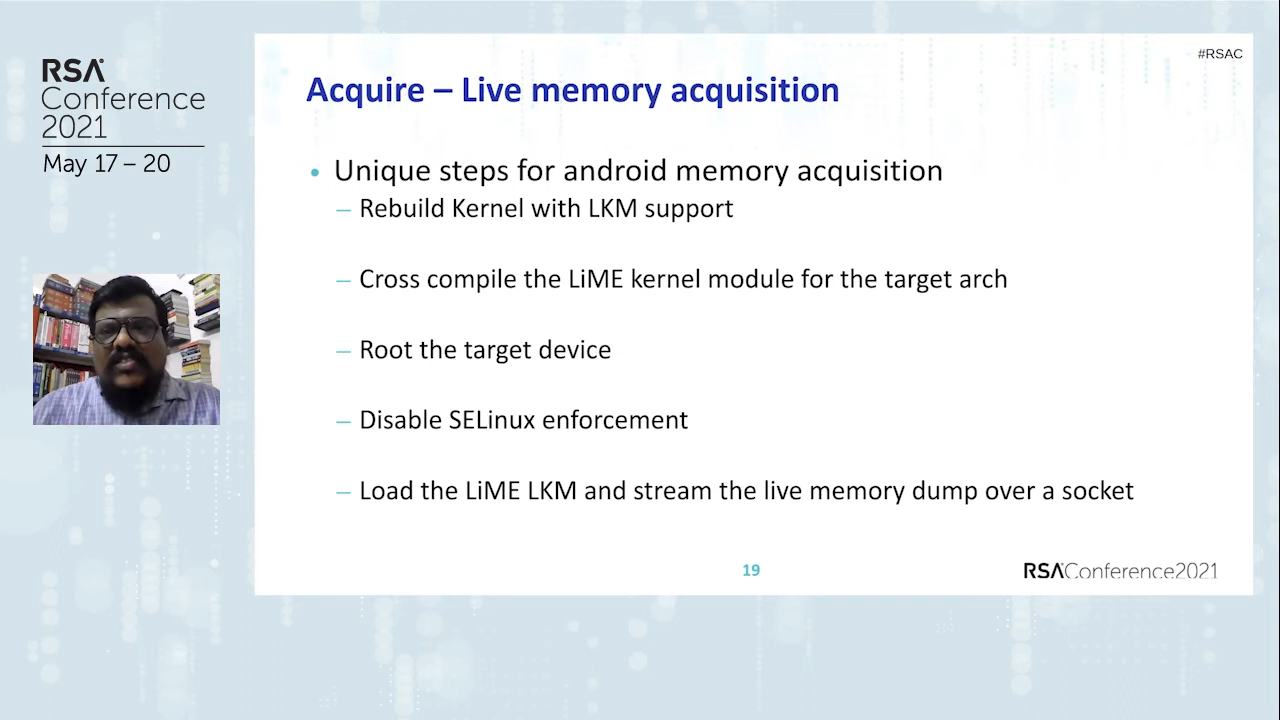 RSA
Conference
2021
May 17 – 20
#RSAC
Acquire – Live memory acquisition
• Unique steps for android memory acquisition
– Rebuild Kernel with LKM support
– Cross compile the LiME kernel module for the target arch
– Root the target device
– Disable SELinux enforcement
– Load the LiME LKM and stream the live memory dump over a socket
19
RSAConference2021